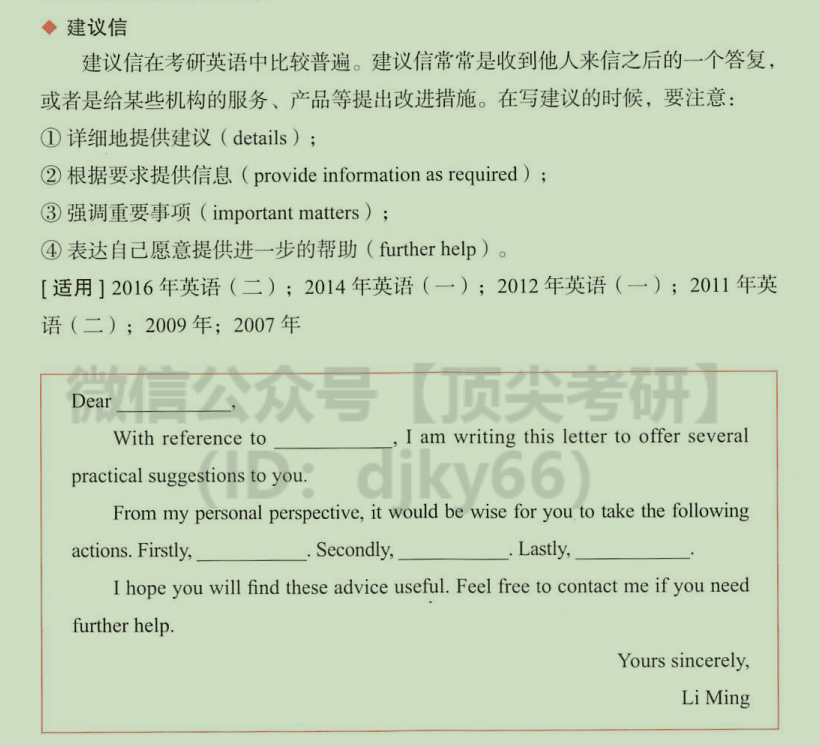 ◆ 建议信
建议信在考研英语中比较普遍。建议信常常是收到他人来信之后的一个答复，
或者是给某些机构的服务、产品等提出改进措施。在写建议的时候，要注意：
① 详细地提供建议（details）；
② 根据要求提供信息（provide information as required）；
③ 强调重要事项（important matters）；
④ 表达自己愿意提供进一步的帮助（further help）。
[ 适用 ] 2016 年英语（二）；2014 年英语（一）；2012 年英语（一）；2011 年英
语（二）；2009 年；2007 年
微信公众号【顶尖考研】
(ID：djky66)
Dear ___________,
With reference to ___________, I am writing this letter to offer several
practical suggestions to you.
From my personal perspective, it would be wise for you to take the following
actions. Firstly, ___________. Secondly, ___________. Lastly, ___________.
I hope you will find these advice useful. Feel free to contact me if you need
further help.
Yours sincerely,
Li Ming